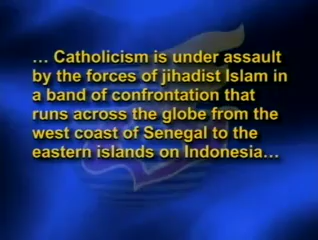 ... Catholicism is under assault
by the forces of jihadist Islam in
a band of confrontation that
runs across the globe from the
west coast of Senegal to the
eastern islands on Indonesia...